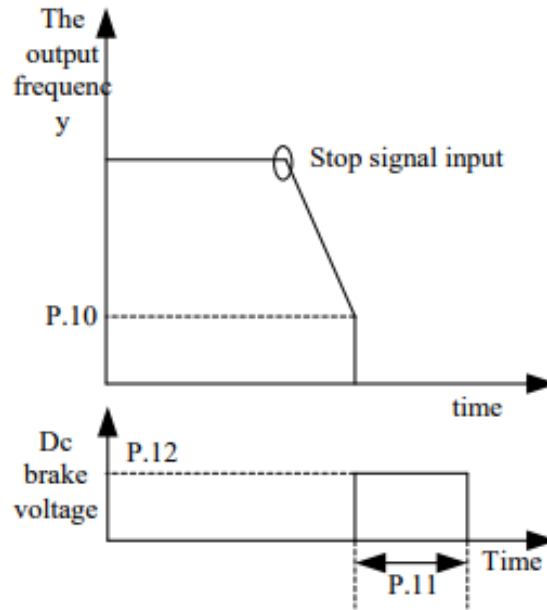 The
output
frequenc
y
Stop signal input
P.10
time
Dc
brake
voltage
P.12
Time
P.11